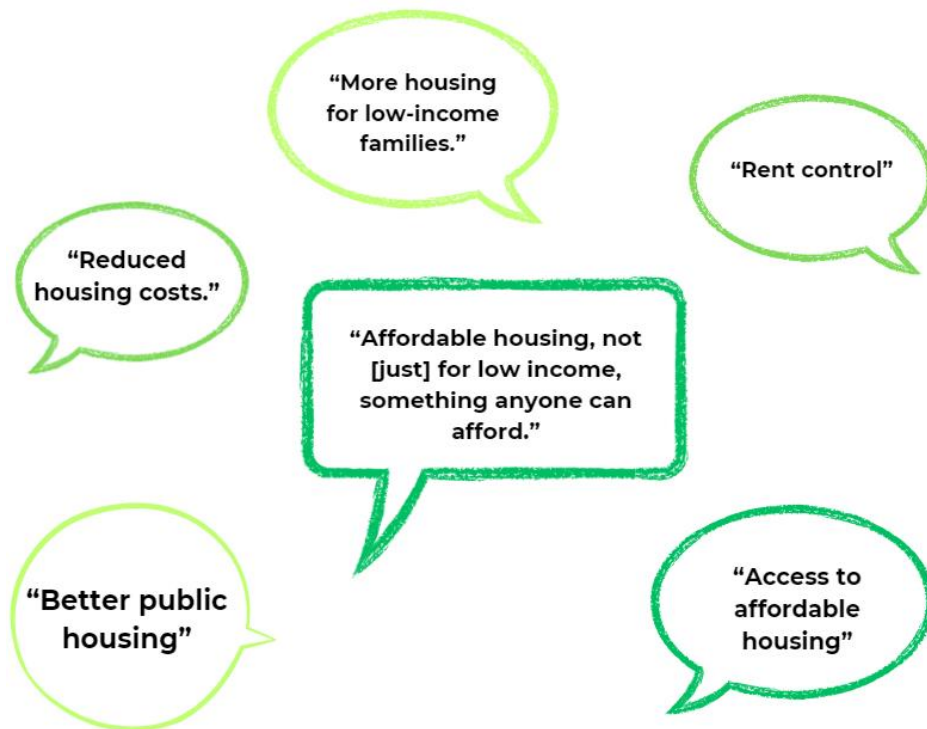 “More housing
for low-income
families.”
“Rent control”
“Reduced
housing costs.”
“Affordable housing, not
[just] for low income,
something anyone can
afford.”
“Better public
housing”
“Access to
affordable
housing”